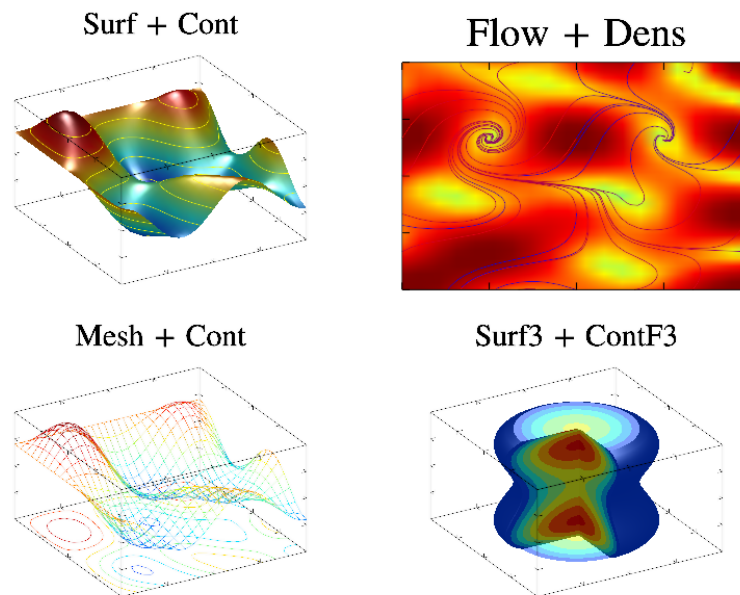 Surf + Cont
Flow + Dens
Mesh + Cont
Surf3 + ContF3